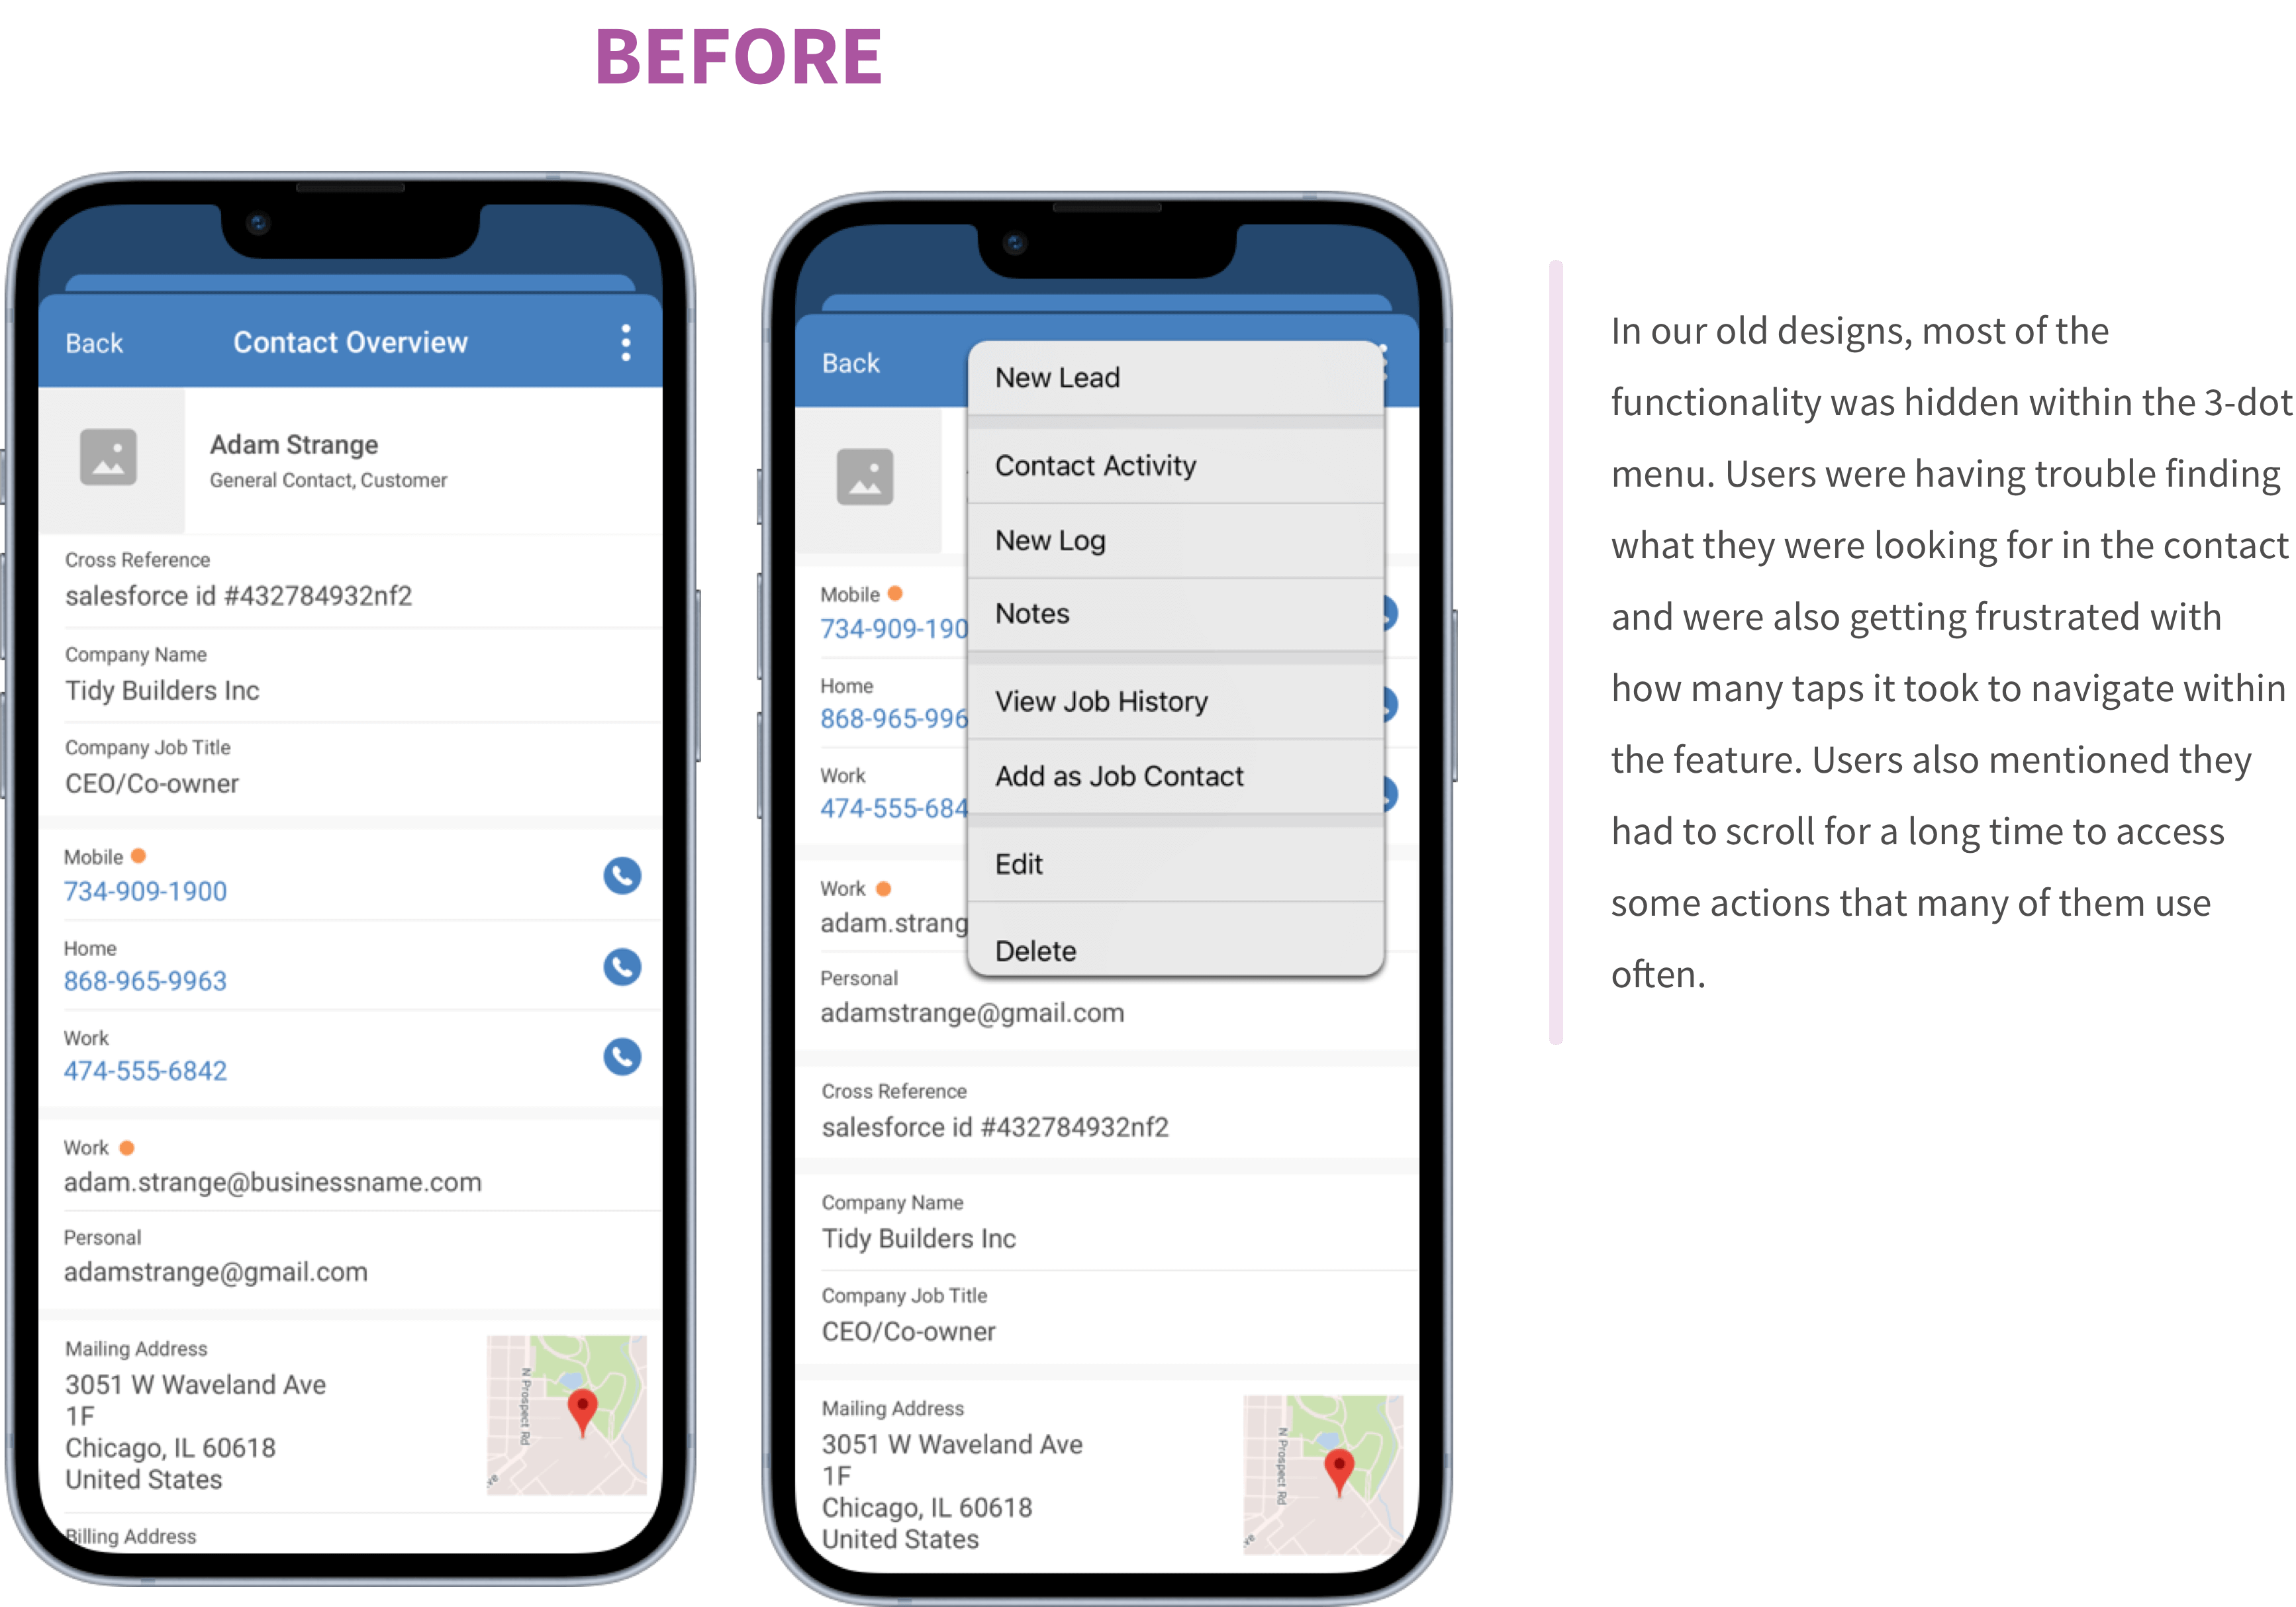 BEFORE
Back
Contact Overview
Adam Strange
General Contact, Customer
Cross Reference
salesforce id #432784932nf2
Company Name
Tidy Builders Inc
Company Job Title
CEO/Co-owner
Mobile
734-909-1900
Home
868-965-9963
Work
474-555-6842
Work
adam.strange@businessname.com
Personal
adamstrange@gmail.com
Mailing Address
3051 W Waveland Ave
1F
Chicago, IL 60618
United States
N Prospect Rd
ve
Billing Address
Back
New Lead
Contact Activity
New Log
Notes
View Job History
Add as Job Contact
Edit
Delete
Mobile
734-909-190
Home
868-965-996
Work
474-555-684
Work
adam.strang
Personal
adamstrange@gmail.com
Cross Reference
salesforce id #432784932nf2
Company Name
Tidy Builders Inc
Company Job Title
CEO/Co-owner
Mailing Address
3051 W Waveland Ave
1F
Chicago, IL 60618
United States
N Prospect Rd
ve
In our old designs, most of the
functionality was hidden within the 3-dot
menu. Users were having trouble finding
what they were looking for in the contact
and were also getting frustrated with
how many taps it took to navigate within
the feature. Users also mentioned they
had to scroll for a long time to access
some actions that many of them use
often.